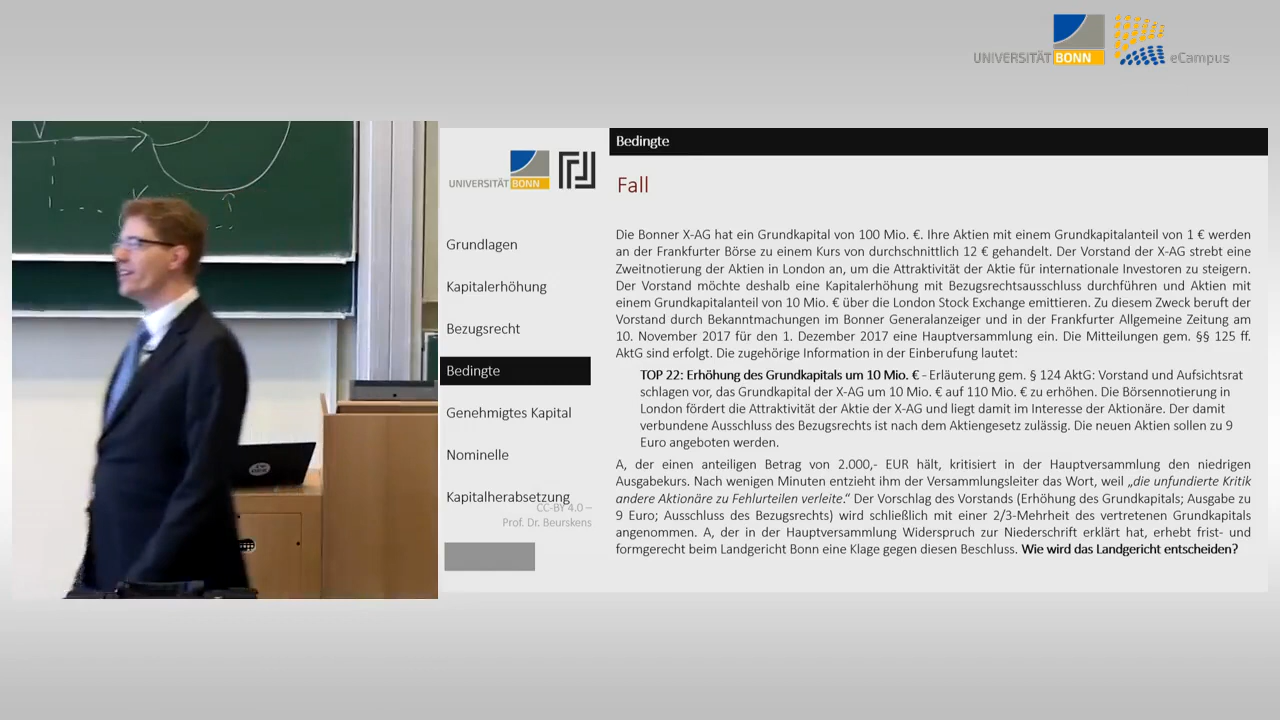 UNIVERSITÄT BONN
eCampus
Bedingte
UNIVERSITÄT BONN
Fall
Grundlagen
Kapitalerhöhung
Bezugsrecht
Bedingte
Genehmigtes Kapital
Nominelle
Kapitalherabsetzung
CC-BY 4.0 –
Prof. Dr. Beurskens
Die Bonner X-AG hat ein Grundkapital von 100 Mio. €. Ihre Aktien mit einem Grundkapitalanteil von 1 € werden
an der Frankfurter Börse zu einem Kurs von durchschnittlich 12 € gehandelt. Der Vorstand der X-AG strebt eine
Zweitnotierung der Aktien in London an, um die Attraktivität der Aktie für internationale Investoren zu steigern.
Der Vorstand möchte deshalb eine Kapitalerhöhung mit Bezugsrechtsausschluss durchführen und Aktien mit
einem Grundkapitalanteil von 10 Mio. € über die London Stock Exchange emittieren. Zu diesem Zweck beruft der
Vorstand durch Bekanntmachungen im Bonner Generalanzeiger und in der Frankfurter Allgemeine Zeitung am
10. November 2017 für den 1. Dezember 2017 eine Hauptversammlung ein. Die Mitteilungen gem. §§ 125 ff.
AktG sind erfolgt. Die zugehörige Information in der Einberufung lautet:
TOP 22: Erhöhung des Grundkapitals um 10 Mio. € - Erläuterung gem. § 124 AktG: Vorstand und Aufsichtsrat
schlagen vor, das Grundkapital der X-AG um 10 Mio. € auf 110 Mio. € zu erhöhen. Die Börsennotierung in
London fördert die Attraktivität der Aktie der X-AG und liegt damit im Interesse der Aktionäre. Der damit
verbundene Ausschluss des Bezugsrechts ist nach dem Aktiengesetz zulässig. Die neuen Aktien sollen zu 9
Euro angeboten werden.
A, der einen anteiligen Betrag von 2.000,- EUR hält, kitisiert in der Hauptversammlung den niedrigen
Ausgabekurs. Nach wenigen Minuten entzieht ihm der Versammlungsleiter das Wort, weil „die unfundierte Kritik
andere Aktionäre zu Fehlurteilen verleite.“ Der Vorschlag des Vorstands (Erhöhung des Grundkapitals; Ausgabe zu
9 Euro; Ausschluss des Bezugsrechts) wird schließlich mit einer 2/3-Mehrheit des vertretenen Grundkapitals
angenommen. A, der in der Hauptversammlung Widerspruch zur Niederschrift erklärt hat, erhebt frist- und
formgerecht beim Landgericht Bonn eine Klage gegen diesen Beschluss. Wie wird das Landgericht entscheiden?